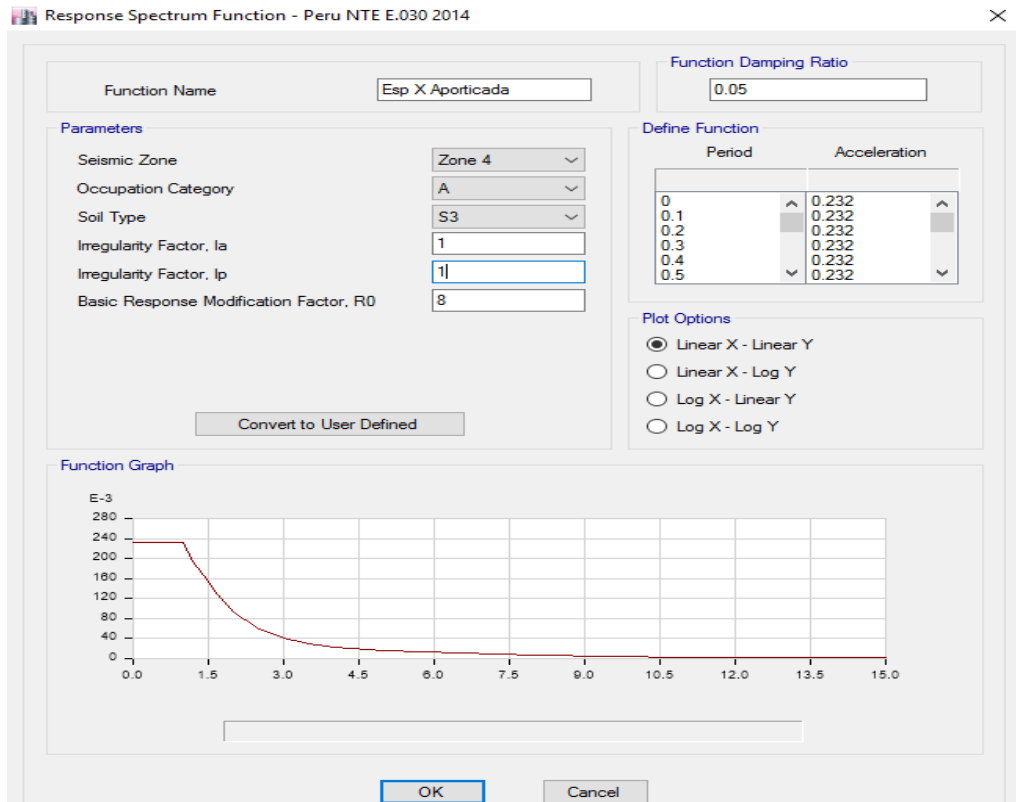 Response Spectrum Function - Peru NTE E.030 2014
Function Name
Esp X Aporticada
Function Damping Ratio
0.05
Parameters
Seismic Zone
Zone 4
Occupation Category
A
Soil Type
S3
Irregularity Factor, Ia
1
Irregularity Factor, Ip
1
Basic Response Modification Factor, R0
8
Convert to User Defined
Define Function
Period Acceleration
0 0.232
0.1 0.232
0.2 0.232
0.3 0.232
0.4 0.232
0.5 0.232
Plot Options
Linear X - Linear Y
Linear X - Log Y
Log X - Linear Y
Log X - Log Y
Function Graph
E-3
280
240
200
160
120
80
40
0
0.0 1.5 3.0 4.5 6.0 7.5 9.0 10.5 12.0 13.5 15.0
OK Cancel